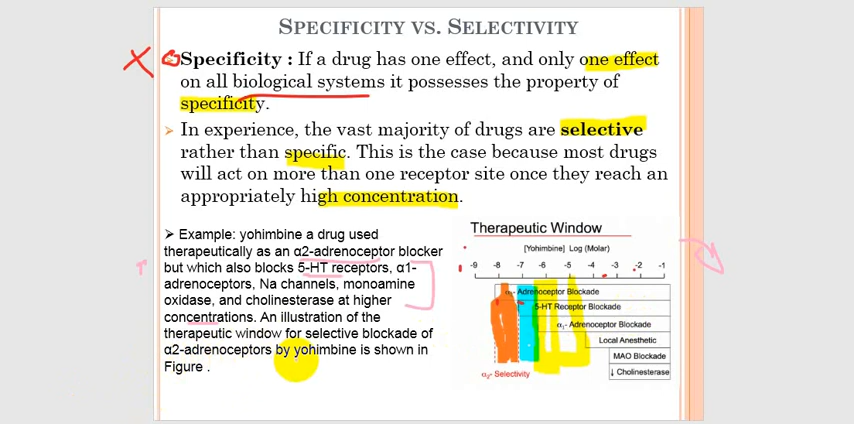 SPECIFICITY VS. SELECTIVITY
Specificity : If a drug has one effect, and only one effect
on all biological systems it possesses the property of
specificity.
➤ In experience, the vast majority of drugs are selective
rather than specific. This is the case because most drugs
will act on more than one receptor site once they reach an
appropriately high concentration.
➤ Example: yohimbine a drug used
therapeutically as an α2-adrenoceptor blocker
but which also blocks 5-HT receptors, α1-
adrenoceptors, Na channels, monoamine
oxidase, and cholinesterase at higher
concentrations. An illustration of the
therapeutic window for selective blockade of
α2-adrenoceptors by yohimbine is shown in
Figure .
Therapeutic Window
[Yohimbine] Log (Molar)
-9 -8 -7 -6 -5 -4 -3 -2 -1
α₂- Adrenoceptor Blockade
5-HT Receptor Blockade
α₁- Adrenoceptor Blockade
Local Anesthetic
MAO Blockade
↓ Cholinesterase
α₂- Selectivity